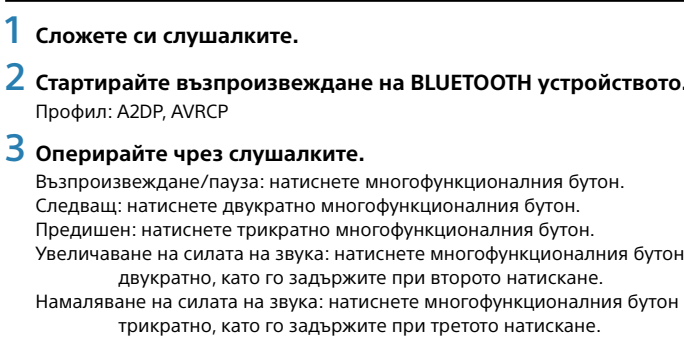 1 Сложете си слушалките.
2 Стартирайте възпроизвеждане на BLUETOOTH устройството.
Профил: A2DP, AVRCP
3 Оперирайте чрез слушалките.
Възпроизвеждане/пауза: натиснете многофункционалния бутон.
Следващ: натиснете двукратно многофункционалния бутон.
Предишен: натиснете трикратно многофункционалния бутон.
Увеличаване на силата на звука: натиснете многофункционалния бутон
двукратно, като го задържите при второто натискане.
Намаляване на силата на звука: натиснете многофункционалния бутон
трикратно, като го задържите при третото натискане.